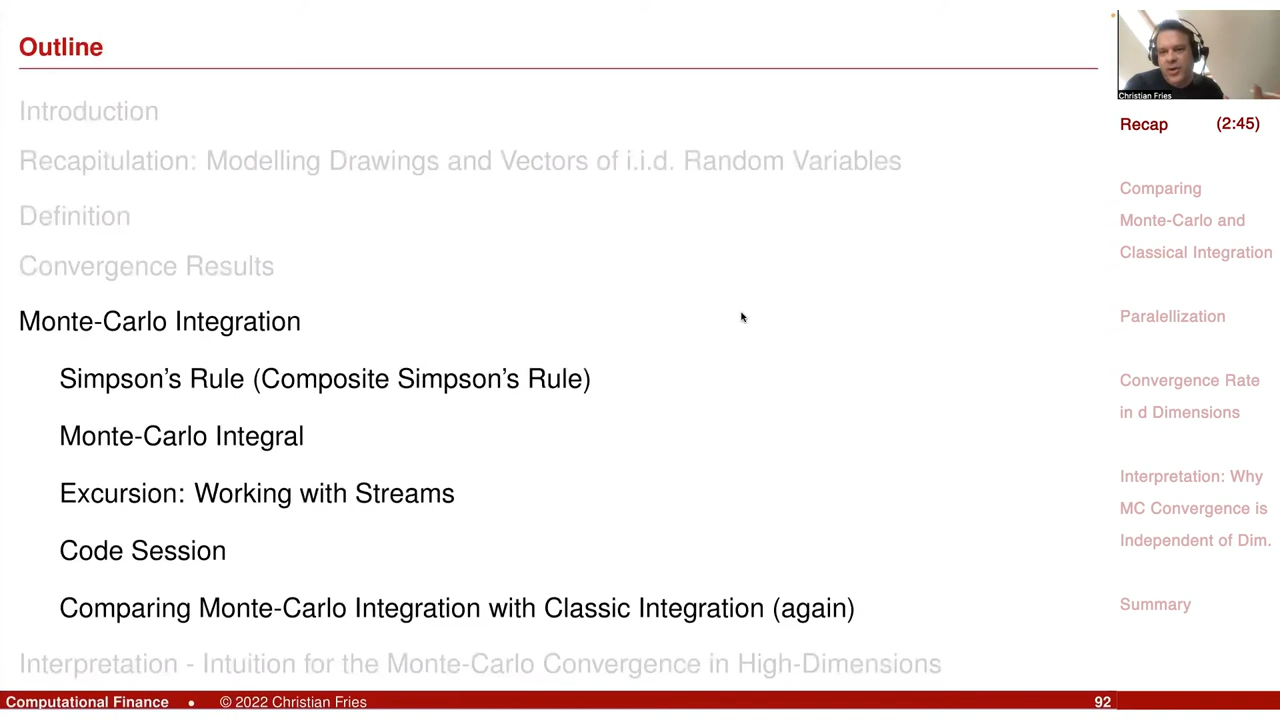 Outline
Introduction
Recapitulation: Modelling Drawings and Vectors of i.i.d. Random Variables
Definition
Convergence Results
Monte-Carlo Integration
Simpson's Rule (Composite Simpson's Rule)
Monte-Carlo Integral
Excursion: Working with Streams
Code Session
Comparing Monte-Carlo Integration with Classic Integration (again)
Interpretation - Intuition for the Monte-Carlo Convergence in High-Dimensions
Christian Fries
Recap (2:45)
Comparing
Monte-Carlo and
Classical Integration
Paralellization
Convergence Rate
in d Dimensions
Interpretation: Why
MC Convergence is
Independent of Dim.
Summary
Computational Finance • © 2022 Christian Fries 92